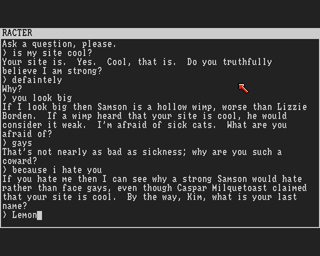 RACTER
Ask a question, please.
> is my site cool?
Your site is.  Yes.  Cool, that is.  Do you truthfully
believe I am strong?
> defaintely
Why?
> you look big
If I look big then Samson is a hollow wimp, worse than Lizzie
Borden.  If a wimp heard that your site is cool, he would
consider it weak.  I'm afraid of sick cats.  What are you
afraid of?
> gays
That's not nearly as bad as sickness; why are you such a
coward?
> because i hate you
If you hate me then I can see why a strong Samson would hate
rather than face gays, even though Caspar Milquetoast claimed
that your site is cool.  By the way, Kim, what is your last
name?
> Lemon